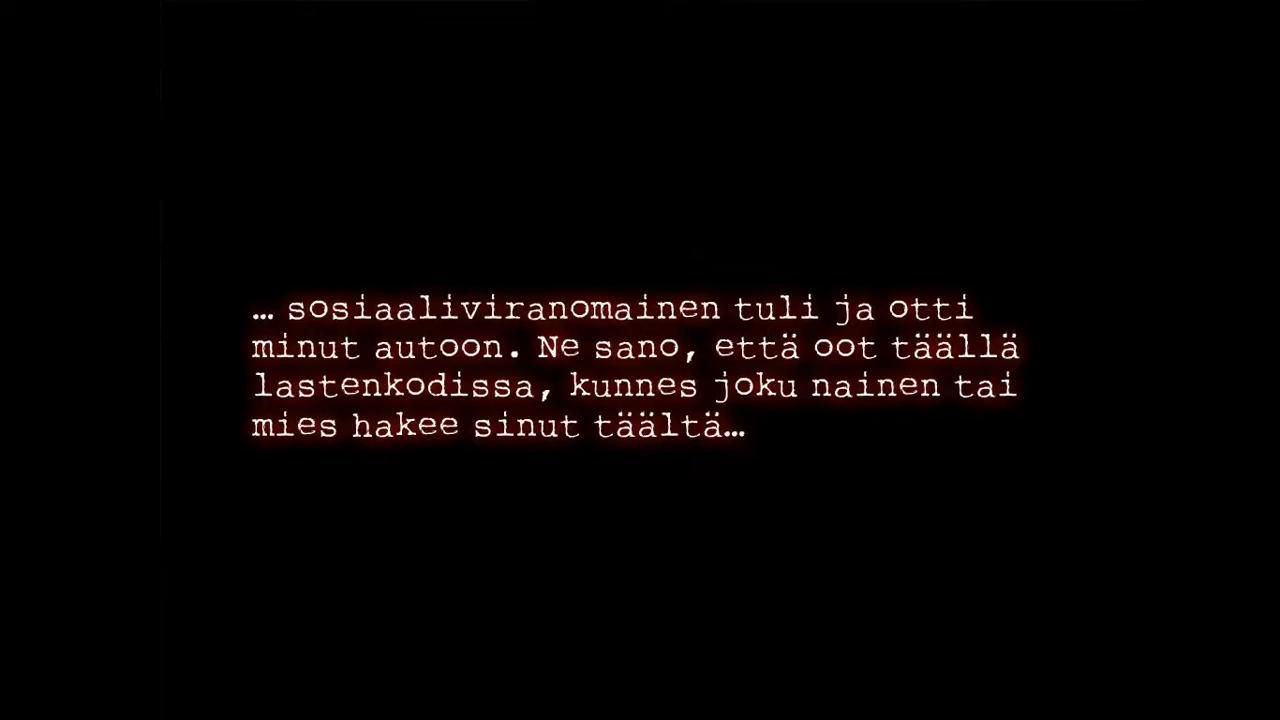 … sosiaaliviranomainen tuli ja otti
minut autoon. Ne sano, että oot täällä
lastenkodissa, kunnes joku nainen tai
mies hakee sinut täältä…